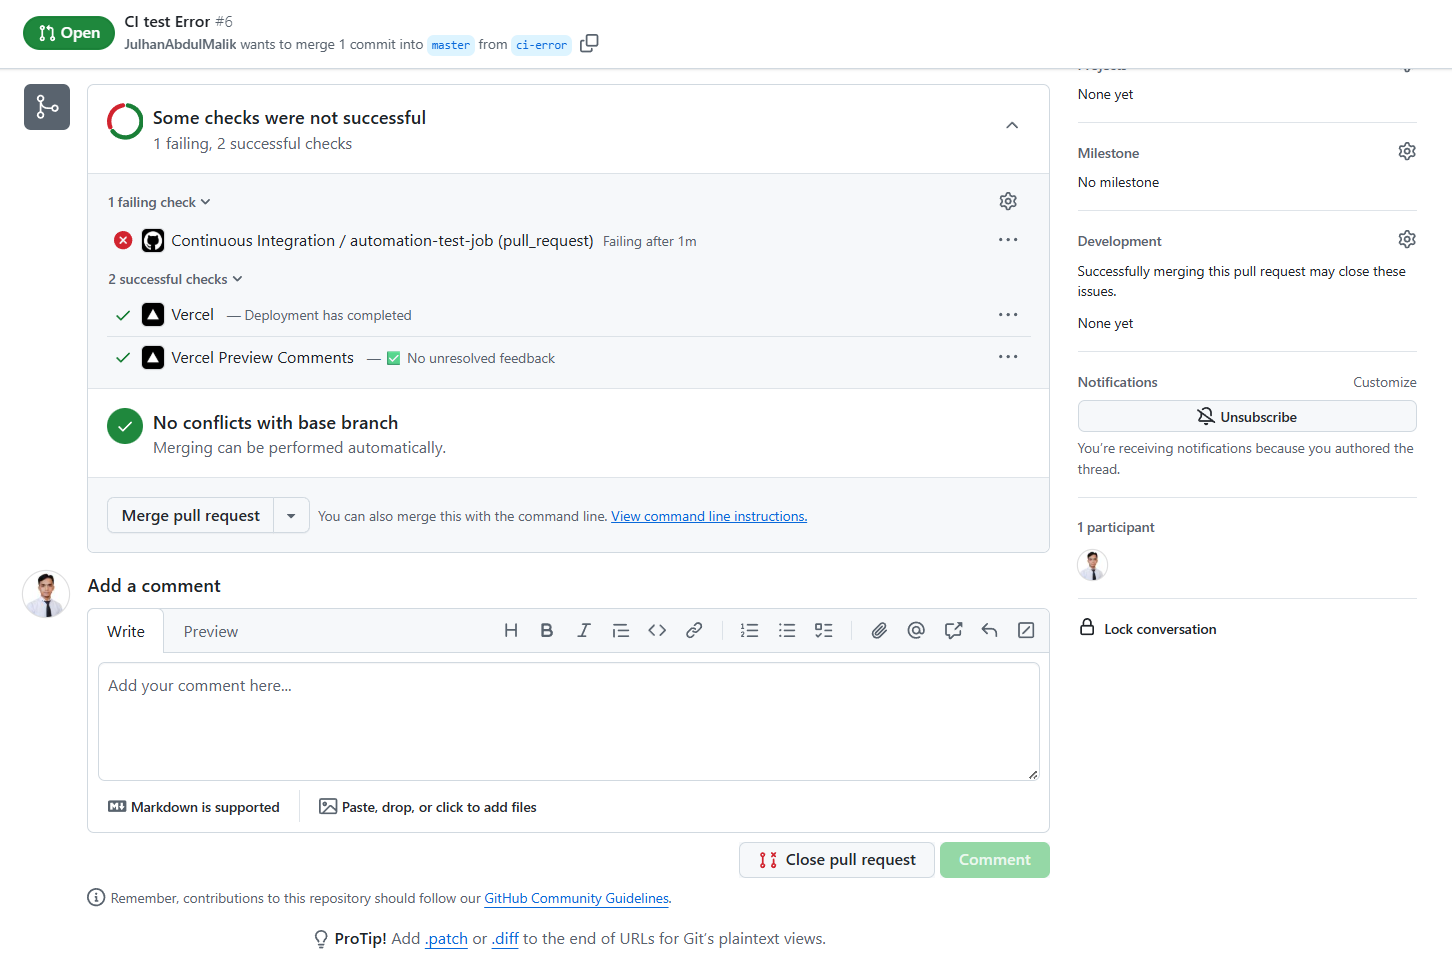 Open
CI test Error #6
JulhanAbdulMalik wants to merge 1 commit into master from ci-error
Some checks were not successful
1 failing, 2 successful checks
1 failing check
Continuous Integration / automation-test-job (pull_request) Failing after 1m
2 successful checks
Vercel — Deployment has completed
Vercel Preview Comments — ✅ No unresolved feedback
No conflicts with base branch
Merging can be performed automatically.
Merge pull request
You can also merge this with the command line. View command line instructions.
Add a comment
Write
Preview
Add your comment here...
Markdown is supported
Paste, drop, or click to add files
Close pull request
Comment
Remember, contributions to this repository should follow our GitHub Community Guidelines.
ProTip! Add .patch or .diff to the end of URLs for Git's plaintext views.
None yet
Milestone
No milestone
Development
Successfully merging this pull request may close these
issues.
None yet
Notifications
Customize
Unsubscribe
You're receiving notifications because you authored the
thread.
1 participant
Lock conversation